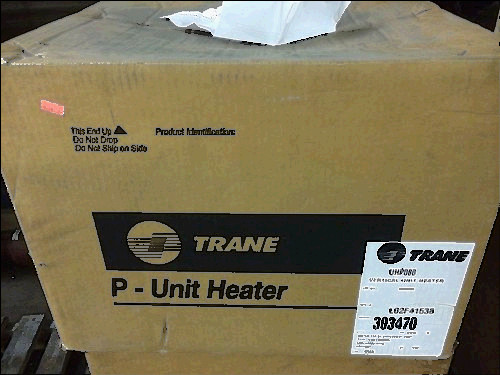 This End Up
Do Not Drop
Do Not Ship on Side
Product Identification:
TRANE
P - Unit Heater
TRANE
UHP080
VERTICAL UNIT HEATER
L02F41538
303470